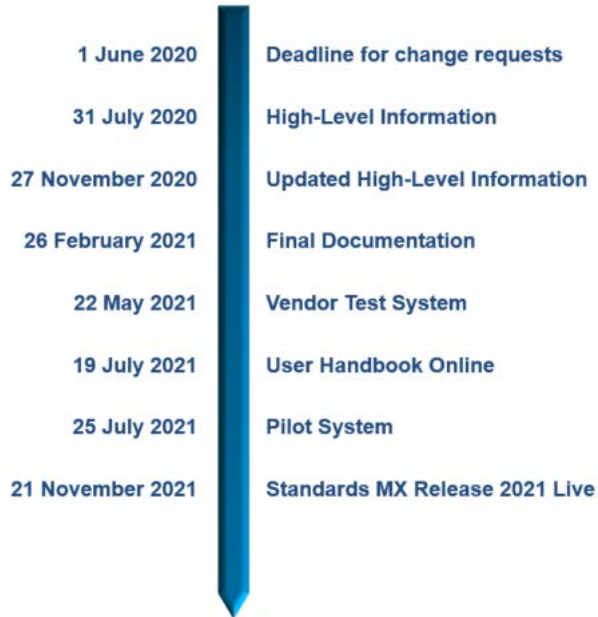 1 June 2020 Deadline for change requests
31 July 2020 High-Level Information
27 November 2020 Updated High-Level Information
26 February 2021 Final Documentation
22 May 2021 Vendor Test System
19 July 2021 User Handbook Online
25 July 2021 Pilot System
21 November 2021 Standards MX Release 2021 Live